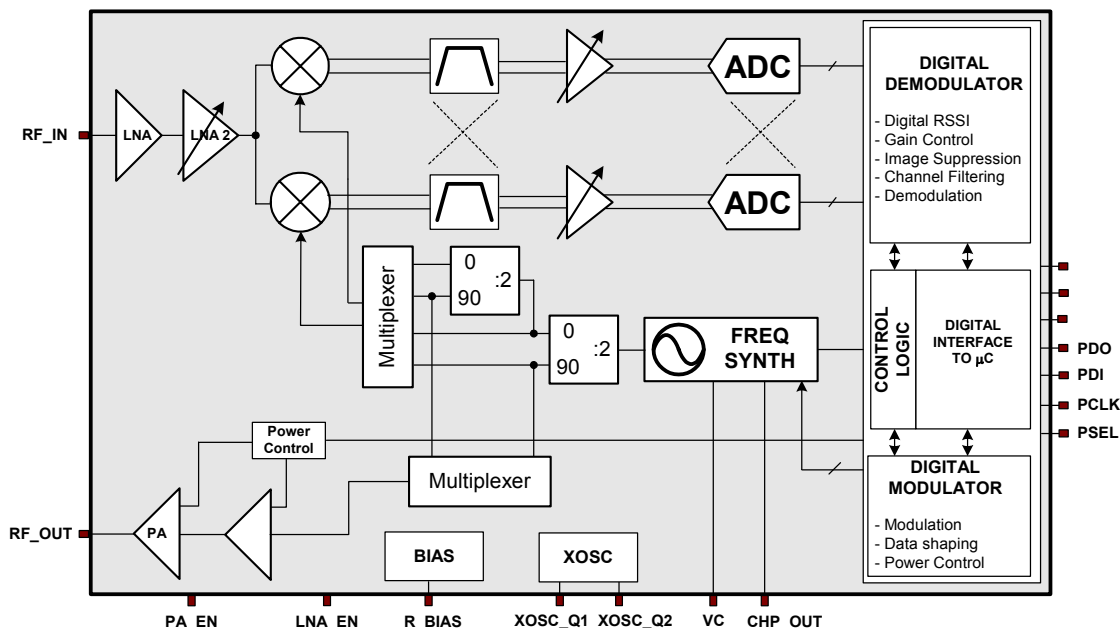 RF_IN
LNA
LNA 2
ADC
ADC
DIGITAL
DEMODULATOR
- Digital RSSI
- Gain Control
- Image Suppression
- Channel Filtering
- Demodulation
Multiplexer
0
90
:2
0
90
:2
FREQ
SYNTH
CONTROL
LOGIC
DIGITAL
INTERFACE
TO µC
PDO
PDI
PCLK
PSEL
Power
Control
Multiplexer
DIGITAL
MODULATOR
- Modulation
- Data shaping
- Power Control
RF_OUT
PA
BIAS
XOSC
PA_EN
LNA_EN
R_BIAS
XOSC_Q1
XOSC_Q2
VC
CHP_OUT